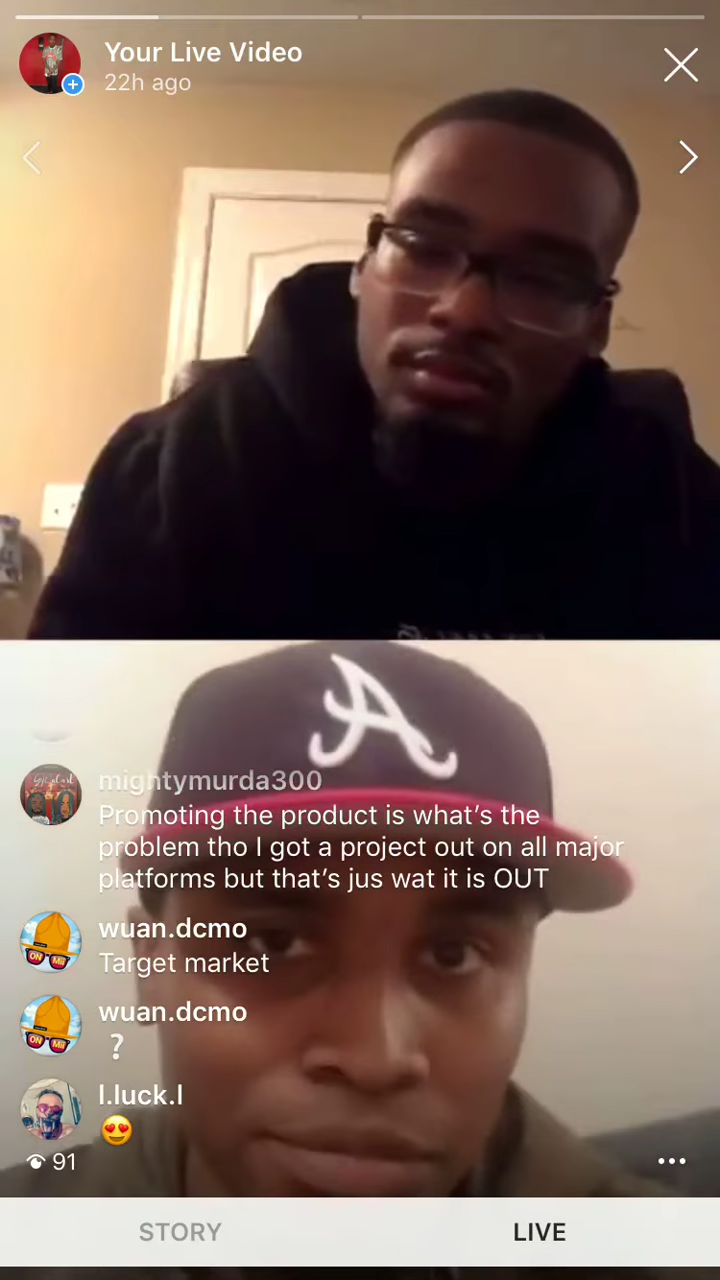 Your Live Video
22h ago
A
mightymurda300
Promoting the product is what's the
problem tho I got a project out on all major
platforms but that's jus wat it is OUT
wuan.dcmo
Target market
wuan.dcmo
?
l.luck.l
😍
91
STORY
LIVE